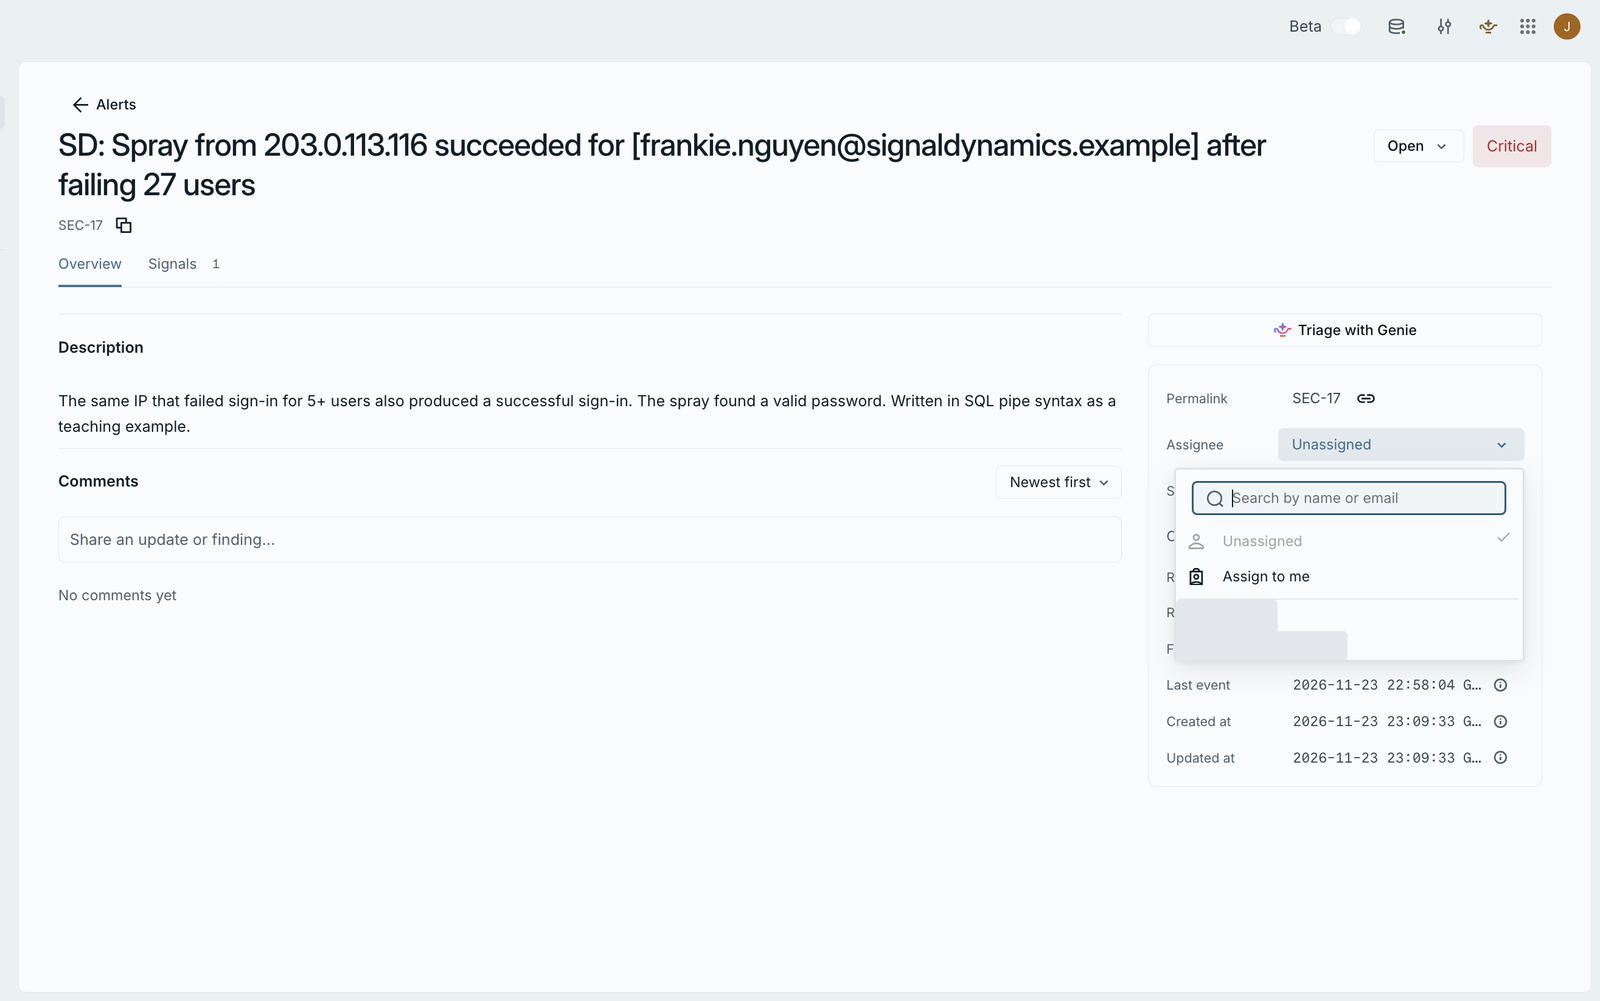 Beta
J
Alerts
SD: Spray from 203.0.113.116 succeeded for [frankie.nguyen@signaldynamics.example] after
failing 27 users
Open
Critical
SEC-17
Overview
Signals 1
Triage with Genie
Description
The same IP that failed sign-in for 5+ users also produced a successful sign-in. The spray found a valid password. Written in SQL pipe syntax as a
teaching example.
Comments
Newest first
Share an update or finding...
No comments yet
Permalink SEC-17
Assignee Unassigned
Search by name or email
Unassigned
Assign to me
S
C
R
R
F
Last event 2026-11-23 22:58:04 G…
Created at 2026-11-23 23:09:33 G…
Updated at 2026-11-23 23:09:33 G…